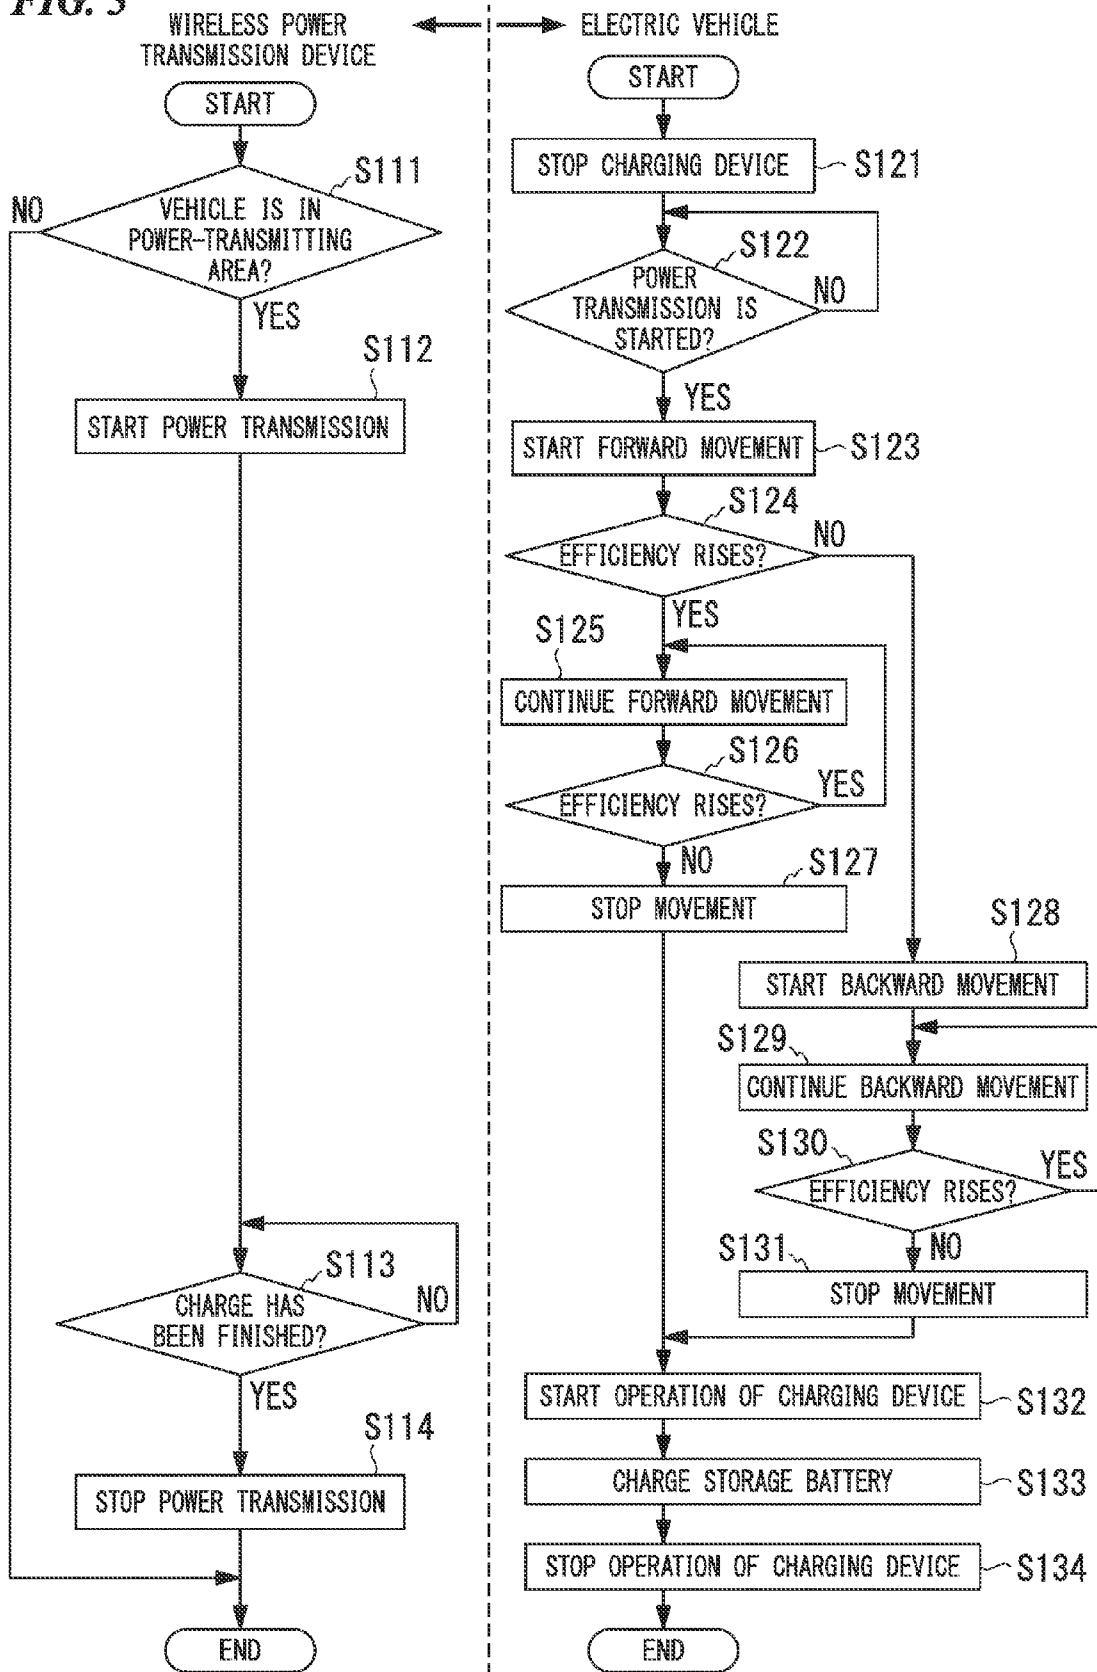 FIG. 3
WIRELESS POWER
TRANSMISSION DEVICE
START
S111
NO
VEHICLE IS IN
POWER-TRANSMITTING
AREA?
YES
S112
START POWER TRANSMISSION
S113
CHARGE HAS
BEEN FINISHED?
NO
YES
S114
STOP POWER TRANSMISSION
END
ELECTRIC VEHICLE
START
STOP CHARGING DEVICE
S121
S122
POWER
TRANSMISSION IS
STARTED?
NO
YES
START FORWARD MOVEMENT
S123
S124
EFFICIENCY RISES?
NO
YES
S125
CONTINUE FORWARD MOVEMENT
S126
EFFICIENCY RISES?
YES
NO
S127
STOP MOVEMENT
S128
START BACKWARD MOVEMENT
S129
CONTINUE BACKWARD MOVEMENT
S130
EFFICIENCY RISES?
YES
NO
S131
STOP MOVEMENT
START OPERATION OF CHARGING DEVICE
S132
CHARGE STORAGE BATTERY
S133
STOP OPERATION OF CHARGING DEVICE
S134
END